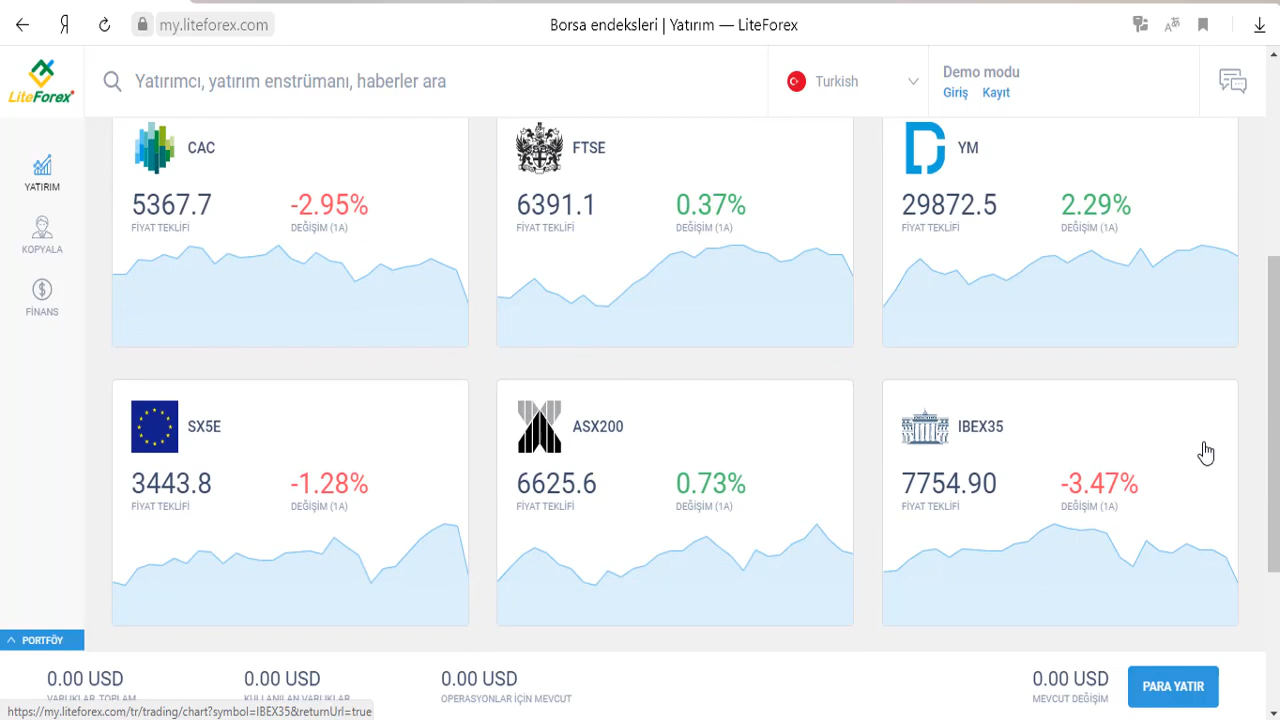 my.liteforex.com
Borsa endeksleri | Yatırım — LiteForex
LiteForex
Yatırımcı, yatırım enstrümanı, haberler ara
Turkish
Demo modu
Giriş Kayıt
YATIRIM
KOPYALA
FİNANS
CAC
5367.7 -2.95%
FİYAT TEKLİFİ DEĞİŞİM (1A)
FTSE
6391.1 0.37%
FİYAT TEKLİFİ DEĞİŞİM (1A)
YM
29872.5 2.29%
FİYAT TEKLİFİ DEĞİŞİM (1A)
SX5E
3443.8 -1.28%
FİYAT TEKLİFİ DEĞİŞİM (1A)
ASX200
6625.6 0.73%
FİYAT TEKLİFİ DEĞİŞİM (1A)
IBEX35
7754.90 -3.47%
FİYAT TEKLİFİ DEĞİŞİM (1A)
PORTFÖY
0.00 USD 0.00 USD 0.00 USD 0.00 USD
VARLIKLAR, TOPLAM KULLANILAN VARLIKLAR OPERASYONLAR İÇİN MEVCUT MEVCUT DEĞİŞİM
PARA YATIR
https://my.liteforex.com/tr/trading/chart?symbol=IBEX35&returnUrl=true